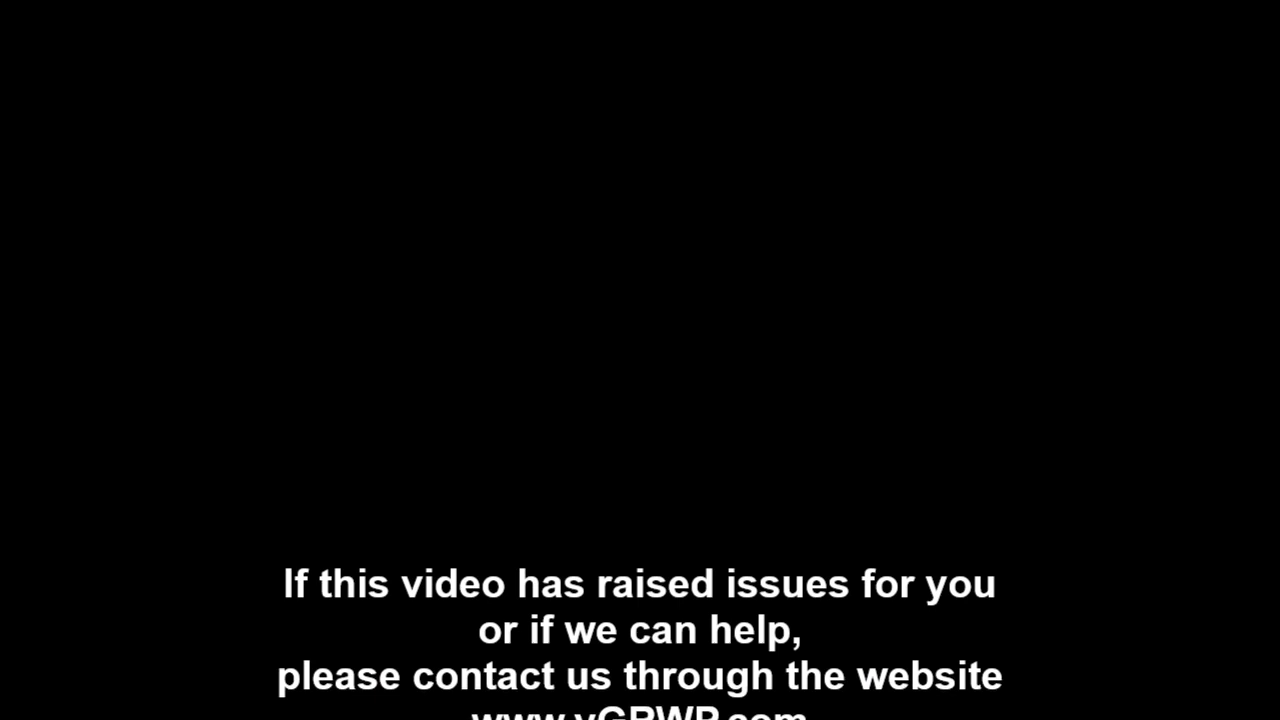 If this video has raised issues for you
or if we can help,
please contact us through the website